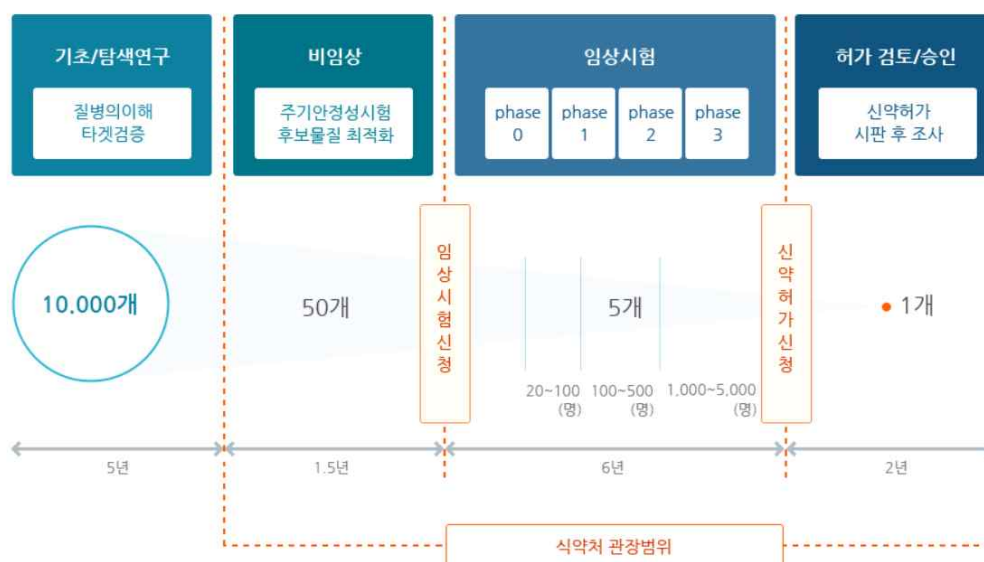 기초/탐색연구
질병의이해
타겟검증
비임상
주기안정성시험
후보물질 최적화
임상시험
phase
0
phase
1
phase
2
phase
3
허가 검토/승인
신약허가
시판 후 조사
10.000개
50개
임상시험신청
5개
20~100
(명)
100~500
(명)
1,000~5,000
(명)
신약허가신청
1개
5년
1.5년
6년
2년
식약처 관장범위